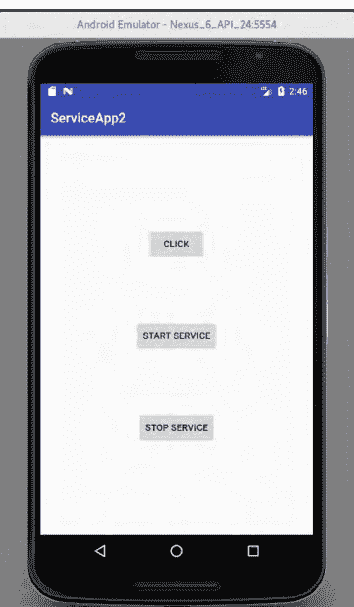 Android Emulator - Nexus_6_API_24:5554
2:46
ServiceApp2
CLICK
START SERVICE
STOP SERVICE